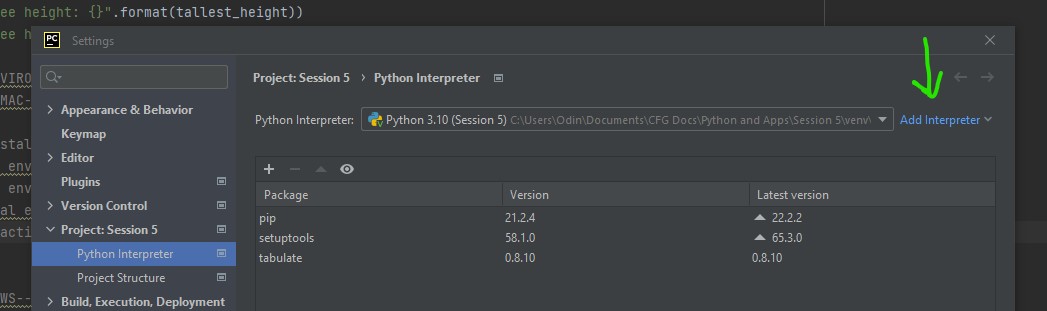 ee height: {}".format(tallest_height))
ee h
PC Settings
VIRO
MAC-
stal
env
env
al e
acti
WS--
Appearance & Behavior
Keymap
Editor
Plugins
Version Control
Project: Session 5
Python Interpreter
Project Structure
Build, Execution, Deployment
Project: Session 5 › Python Interpreter
Python Interpreter: Python 3.10 (Session 5) C:\Users\Odin\Documents\CFG Docs\Python and Apps\Session 5\venv\ Add Interpreter
Package Version Latest version
pip 21.2.4 22.2.2
setuptools 58.1.0 65.3.0
tabulate 0.8.10 0.8.10